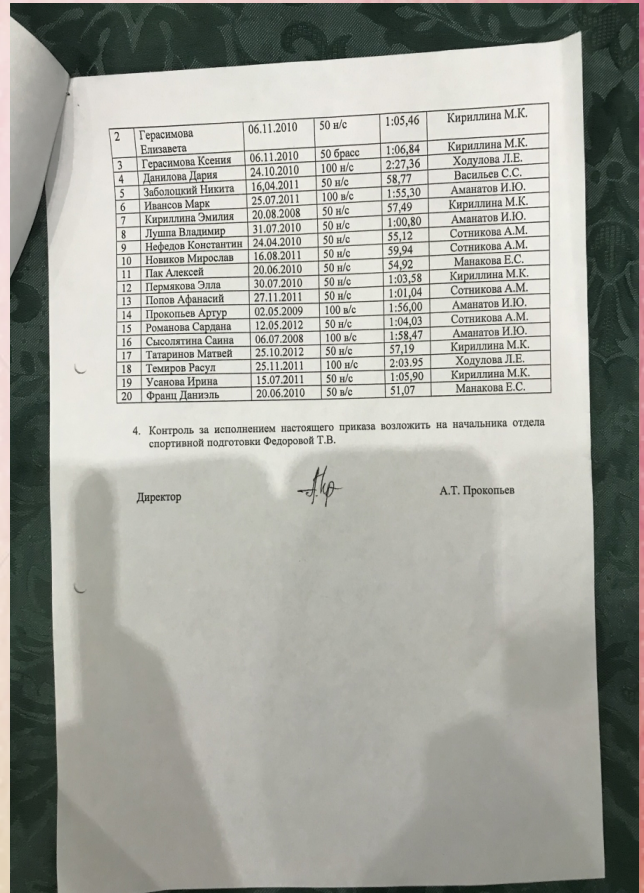 2 Герасимова Елизавета 06.11.2010 50 н/с 1:05,46 Кириллина М.К.
3 Герасимова Ксения 06.11.2010 50 брасс 1:06,84 Кириллина М.К.
4 Данилова Дария 24.10.2010 100 н/с 2:27,36 Ходулова Л.Е.
5 Заболоцкий Никита 16,04.2011 50 н/с 58,77 Васильев С.С.
6 Ивансов Марк 25.07.2011 100 в/с 1:55,30 Аманатов И.Ю.
7 Кириллина Эмилия 20.08.2008 50 н/с 57,49 Кириллина М.К.
8 Лушпа Владимир 31.07.2010 50 н/с 1:00,80 Аманатов И.Ю.
9 Нефедов Константин 24.04.2010 50 н/с 55,12 Сотникова А.М.
10 Новиков Мирослав 16.08.2011 50 н/с 59,94 Сотникова А.М.
11 Пак Алексей 20.06.2010 50 н/с 54,92 Манакова Е.С.
12 Пермякова Элла 30.07.2010 50 н/с 1:03,58 Кириллина М.К.
13 Попов Афанасий 27.11.2011 50 н/с 1:01,04 Сотникова А.М.
14 Прокопьев Артур 02.05.2009 100 в/с 1:56,00 Аманатов И.Ю.
15 Романова Сардана 12.05.2012 50 н/с 1:04,03 Сотникова А.М.
16 Сысолятина Саина 06.07.2008 100 в/с 1:58,47 Аманатов И.Ю.
17 Татаринов Матвей 25.10.2012 50 н/с 57,19 Кириллина М.К.
18 Темиров Расул 25.11.2011 100 н/с 2:03.95 Ходулова Л.Е.
19 Усанова Ирина 15.07.2011 50 н/с 1:05,90 Кириллина М.К.
20 Франц Даниэль 20.06.2010 50 в/с 51,07 Манакова Е.С.
4. Контроль за исполнением настоящего приказа возложить на начальника отдела
спортивной подготовки Федоровой Т.В.
Директор А.Т. Прокопьев